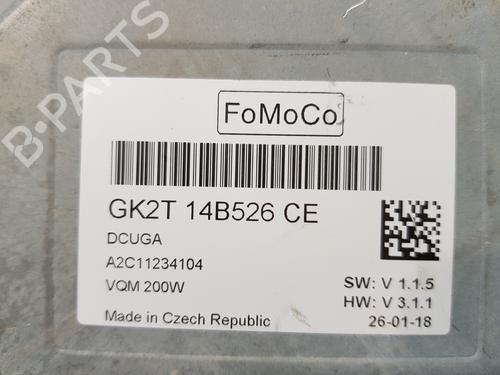 B-PARTS
FoMoCo
GK2T 14B526 CE
DCUGA
A2C11234104
VQM 200W
SW: V 1.1.5
HW: V 3.1.1
Made in Czech Republic
26-01-18